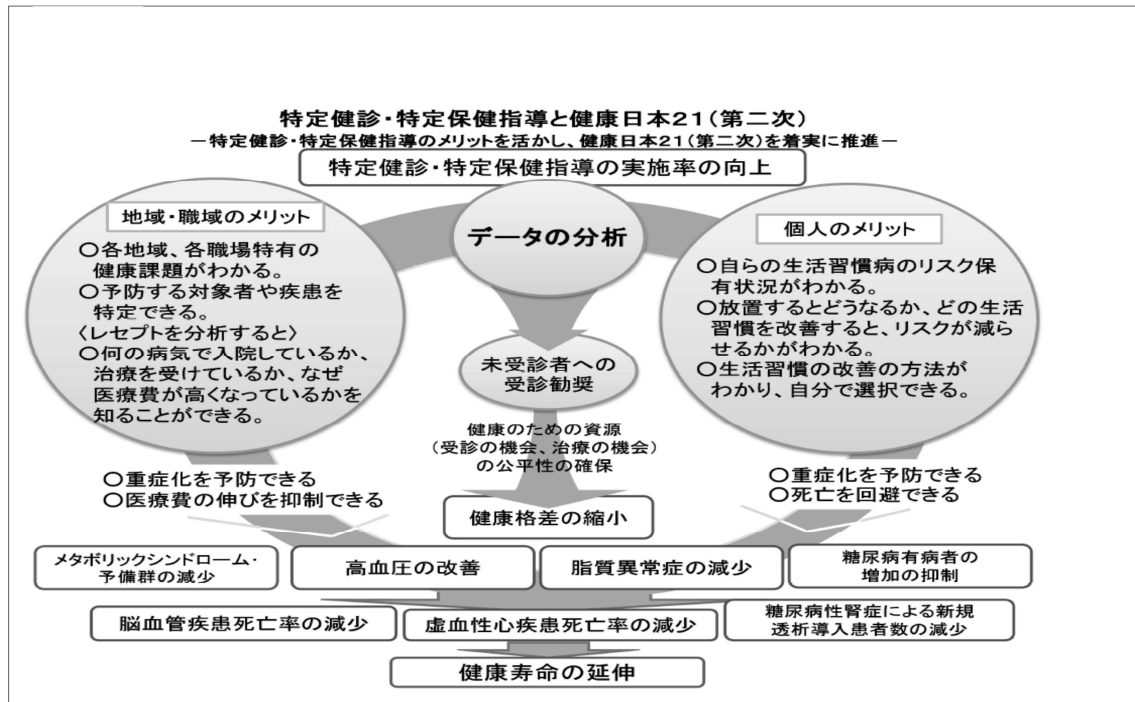 特定健診・特定保健指導と健康日本21(第二次)
－特定健診・特定保健指導のメリットを活かし、健康日本21(第二次)を着実に推進－
特定健診・特定保健指導の実施率の向上
地域・職域のメリット
○各地域、各職場特有の
健康課題がわかる。
○予防する対象者や疾患を
特定できる。
〈レセプトを分析すると〉
○何の病気で入院しているか、
治療を受けているか、なぜ
医療費が高くなっているかを
知ることができる。
データの分析
個人のメリット
○自らの生活習慣病のリスク保
有状況がわかる。
○放置するとどうなるか、どの生活
習慣を改善すると、リスクが減ら
せるかがわかる。
○生活習慣の改善の方法が
わかり、自分で選択できる。
未受診者への
受診勧奨
健康のための資源
(受診の機会、治療の機会)
の公平性の確保
○重症化を予防できる
○医療費の伸びを抑制できる
○重症化を予防できる
○死亡を回避できる
健康格差の縮小
メタボリックシンドローム・
予備群の減少
高血圧の改善
脂質異常症の減少
糖尿病有病者の
増加の抑制
脳血管疾患死亡率の減少
虚血性心疾患死亡率の減少
糖尿病性腎症による新規
透析導入患者数の減少
健康寿命の延伸